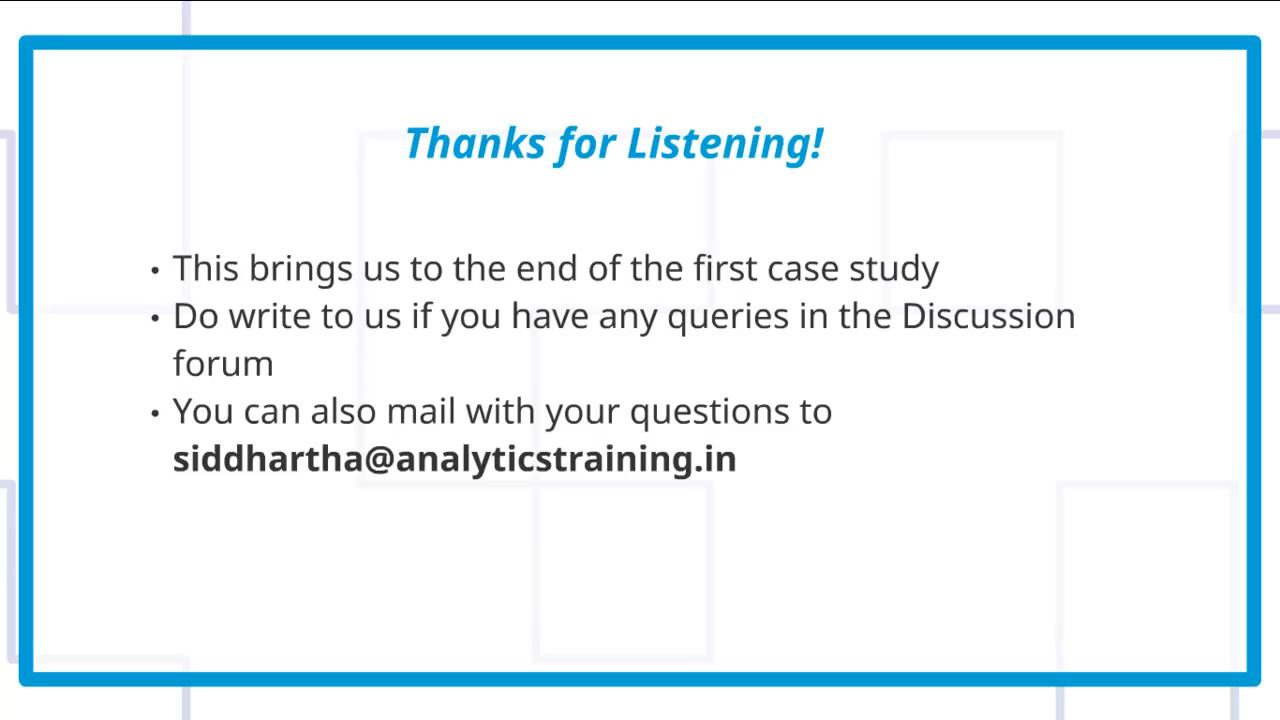 Thanks for Listening!
• This brings us to the end of the first case study
• Do write to us if you have any queries in the Discussion
forum
• You can also mail with your questions to
siddhartha@analyticstraining.in